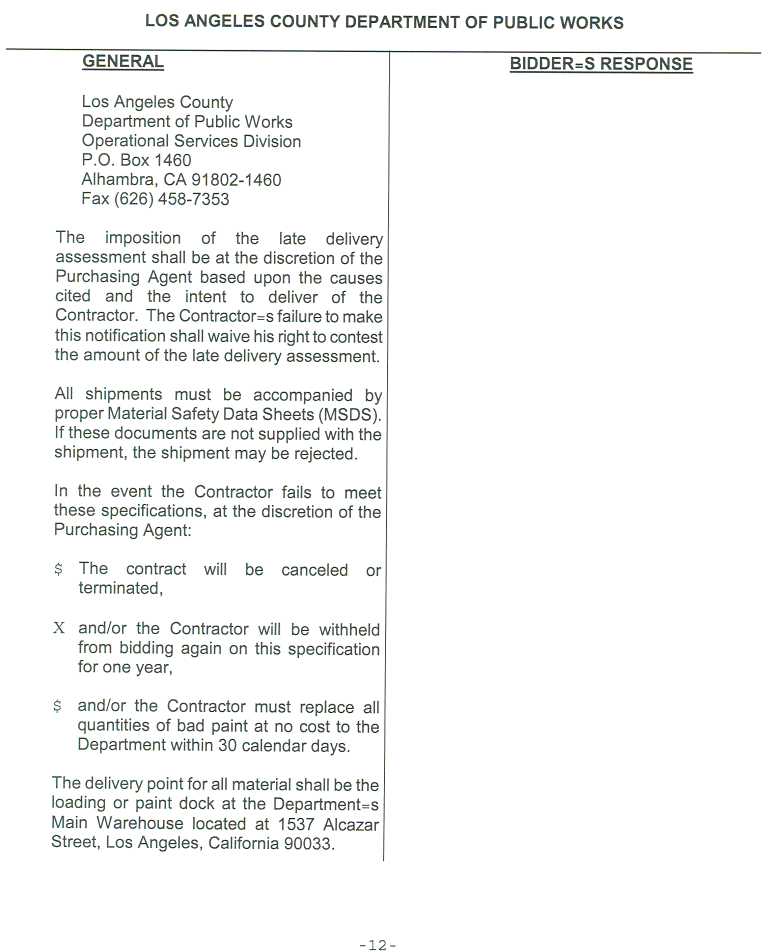 LOS ANGELES COUNTY DEPARTMENT OF PUBLIC WORKS
GENERAL
BIDDER=S RESPONSE
Los Angeles County
Department of Public Works
Operational Services Division
P.O. Box 1460
Alhambra, CA 91802-1460
Fax (626) 458-7353
The imposition of the late delivery
assessment shall be at the discretion of the
Purchasing Agent based upon the causes
cited and the intent to deliver of the
Contractor. The Contractor=s failure to make
this notification shall waive his right to contest
the amount of the late delivery assessment.
All shipments must be accompanied by
proper Material Safety Data Sheets (MSDS).
If these documents are not supplied with the
shipment, the shipment may be rejected.
In the event the Contractor fails to meet
these specifications, at the discretion of the
Purchasing Agent:
$ The contract will be canceled or
terminated,
X and/or the Contractor will be withheld
from bidding again on this specification
for one year,
$ and/or the Contractor must replace all
quantities of bad paint at no cost to the
Department within 30 calendar days.
The delivery point for all material shall be the
loading or paint dock at the Department=s
Main Warehouse located at 1537 Alcazar
Street, Los Angeles, California 90033.
-12-